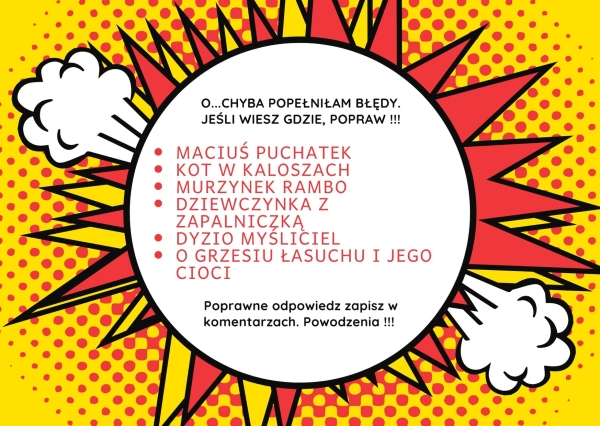 O...CHYBA POPEŁNIŁAM BŁĘDY.
JEŚLI WIESZ GDZIE, POPRAW !!!
• MACIUŚ PUCHATEK
• KOT W KALOSZACH
• MURZYNEK RAMBO
• DZIEWCZYNKA Z
ZAPALNICZKĄ
• DYZIO MYŚLICIEL
• O GRZESIU ŁASUCHU I JEGO
CIOCI
Poprawne odpowiedz zapisz w
komentarzach. Powodzenia !!!